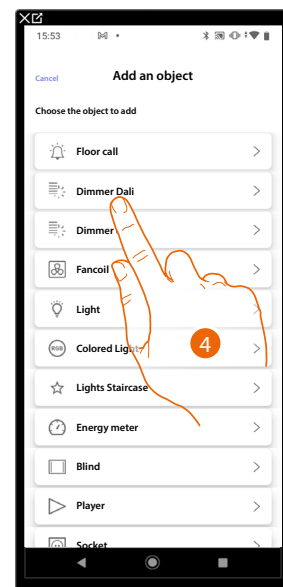 15:53
Cancel
Add an object
Choose the object to add
Floor call
Dimmer Dali
Dimmer
Fancoil
Light
RGB
Colored Light
4
Lights Staircase
Energy meter
Blind
Player
Socket